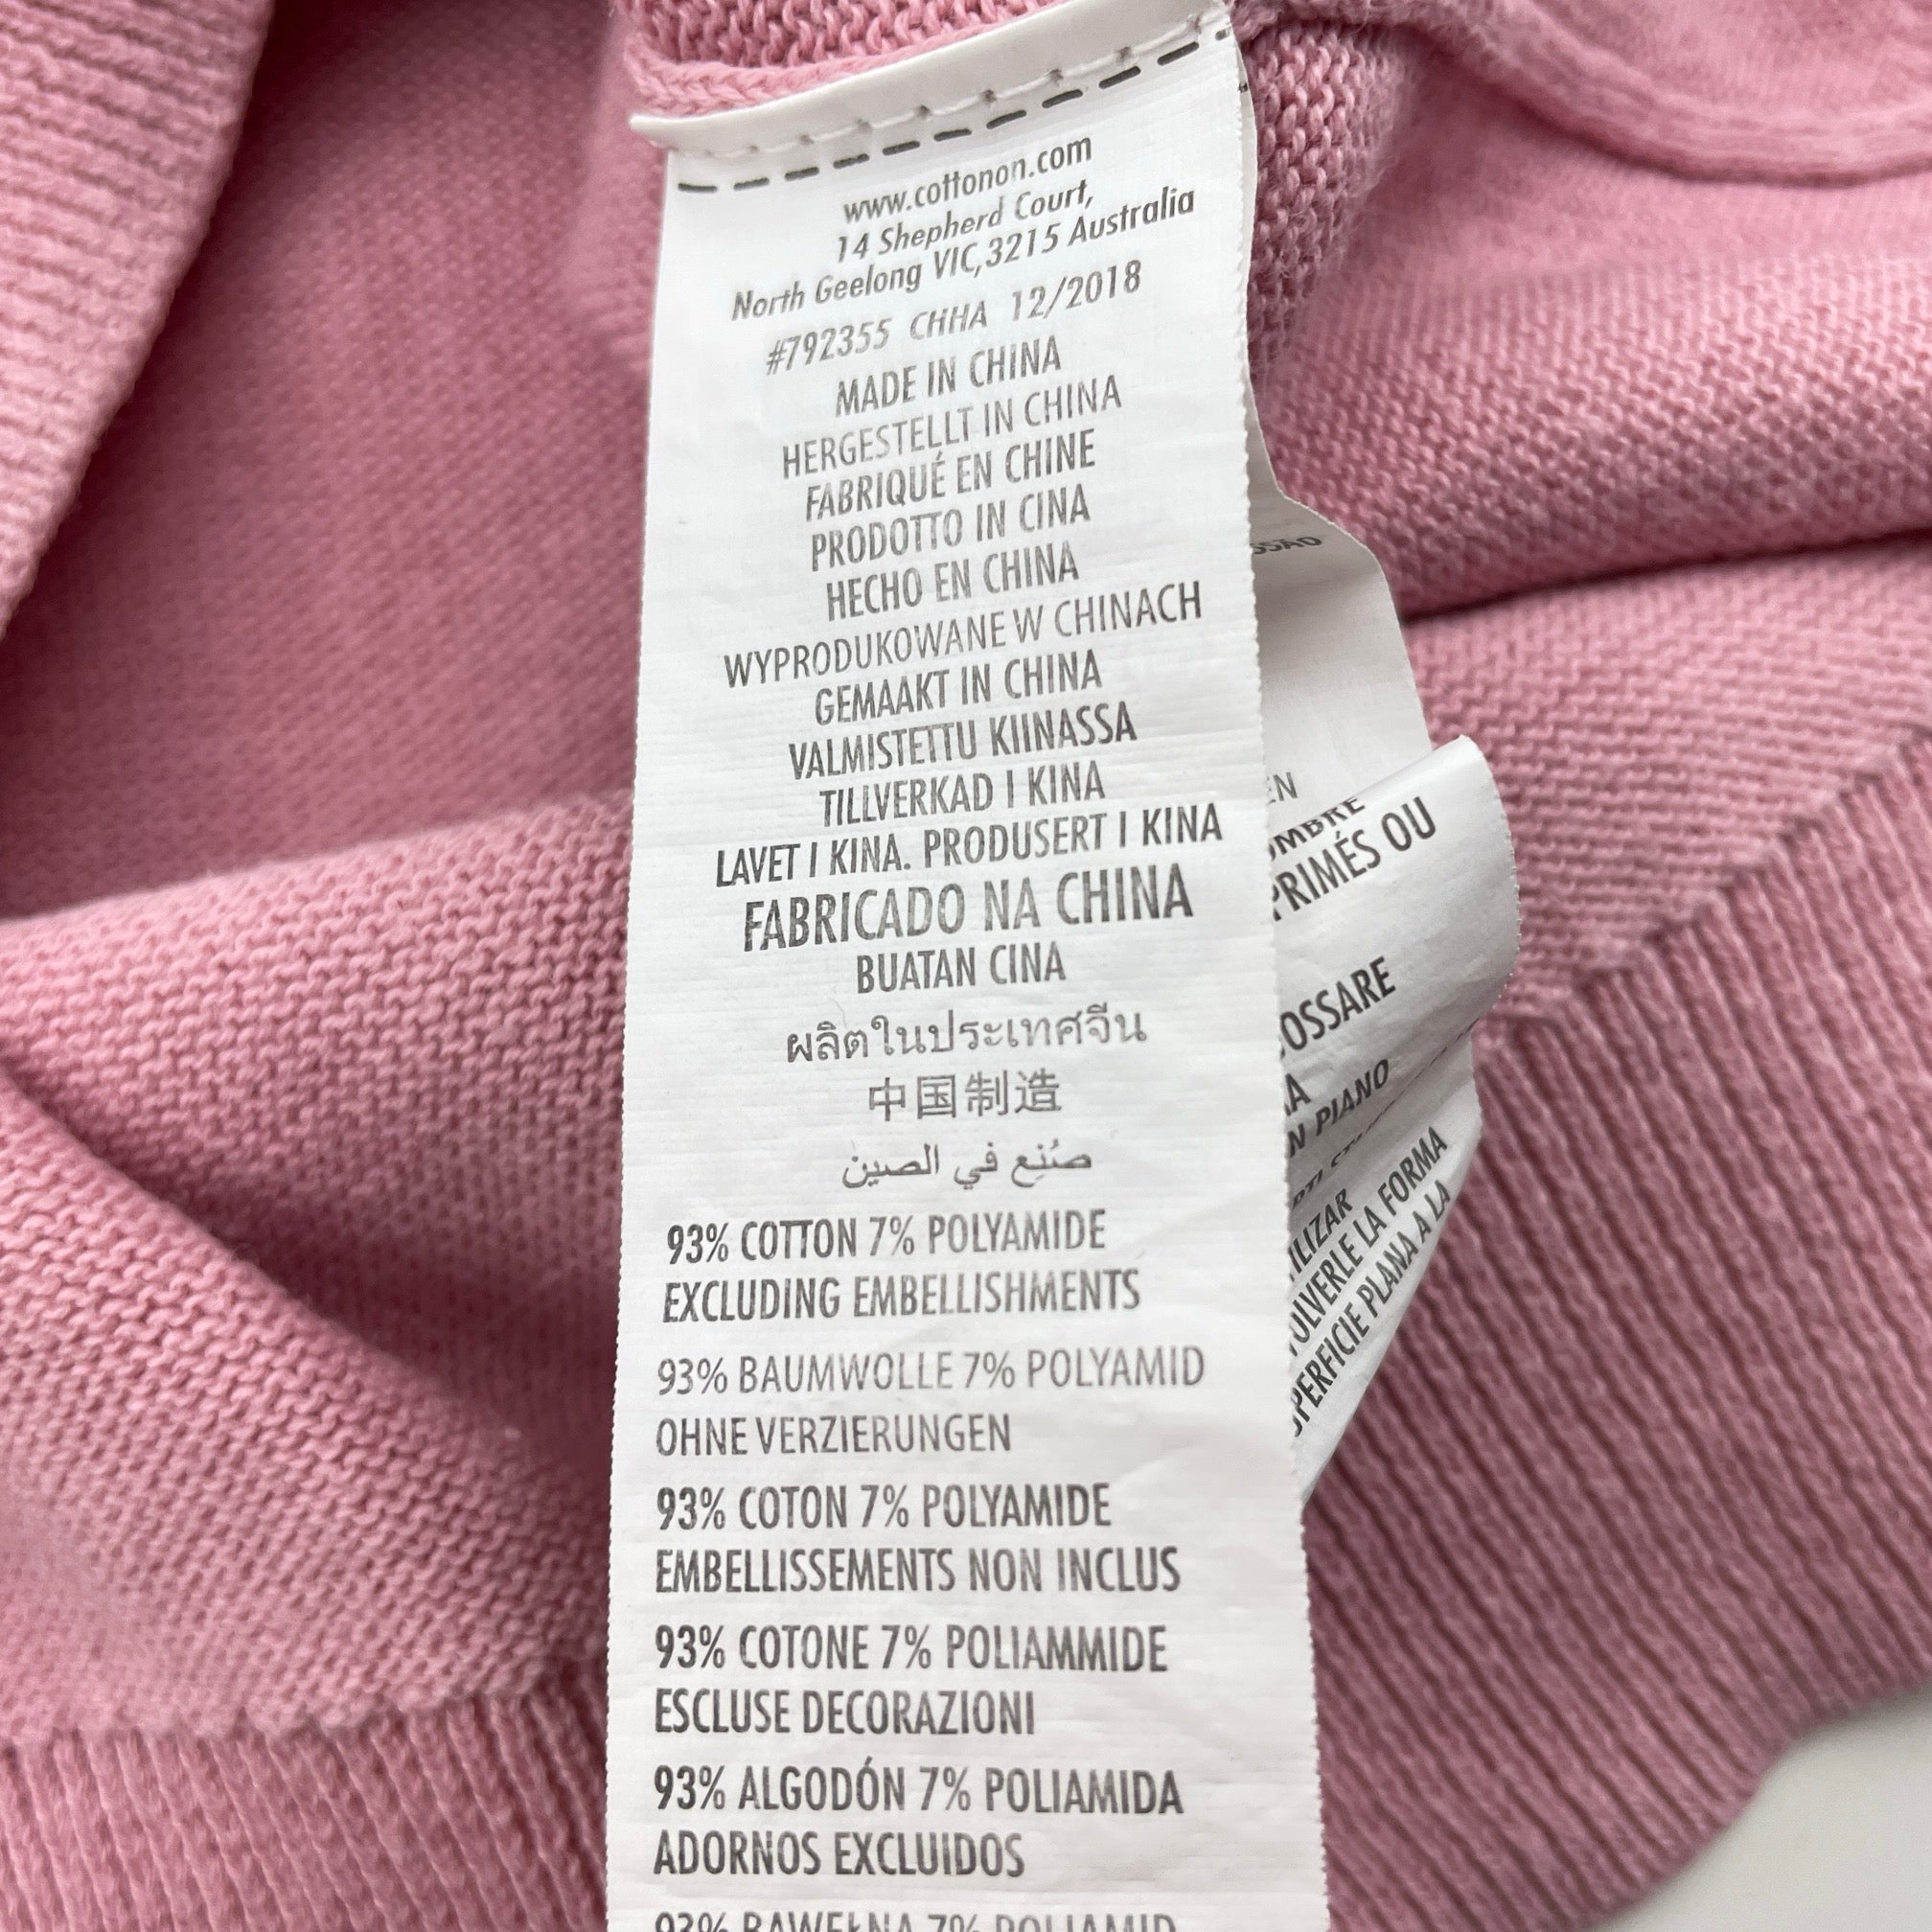 www.cottonon.com
14 Shepherd Court,
North Geelong VIC,3215 Australia
#792355 CHHA 12/2018
MADE IN CHINA
HERGESTELLT IN CHINA
FABRIQUÉ EN CHINE
PRODOTTO IN CINA
HECHO EN CHINA
WYPRODUKOWANE W CHINACH
GEMAAKT IN CHINA
VALMISTETTU KIINASSA
TILLVERKAD I KINA
LAVET I KINA. PRODUSERT I KINA
FABRICADO NA CHINA
BUATAN CINA
ผลิตในประเทศจีน
中国制造
صُنِع في الصين
93% COTTON 7% POLYAMIDE
EXCLUDING EMBELLISHMENTS
93% BAUMWOLLE 7% POLYAMID
OHNE VERZIERUNGEN
93% COTON 7% POLYAMIDE
EMBELLISSEMENTS NON INCLUS
93% COTONE 7% POLIAMMIDE
ESCLUSE DECORAZIONI
93% ALGODÓN 7% POLIAMIDA
ADORNOS EXCLUIDOS
93% BAWEŁNA 7% POLIAMID
OU
PIANO
LA FORMA
PLANA A LA